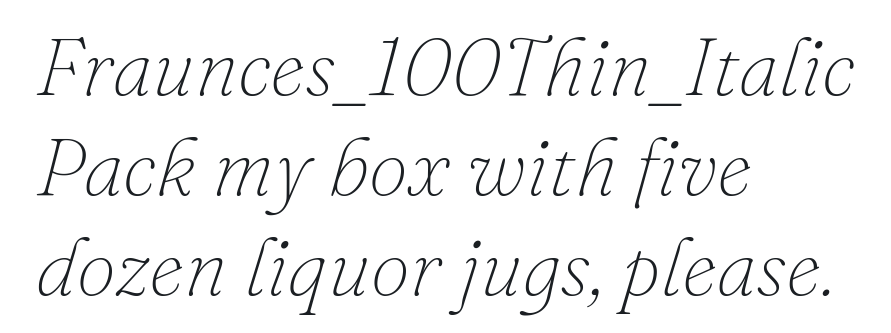 Fraunces_100Thin_Italic
Pack my box with five
dozen liquor jugs, please.